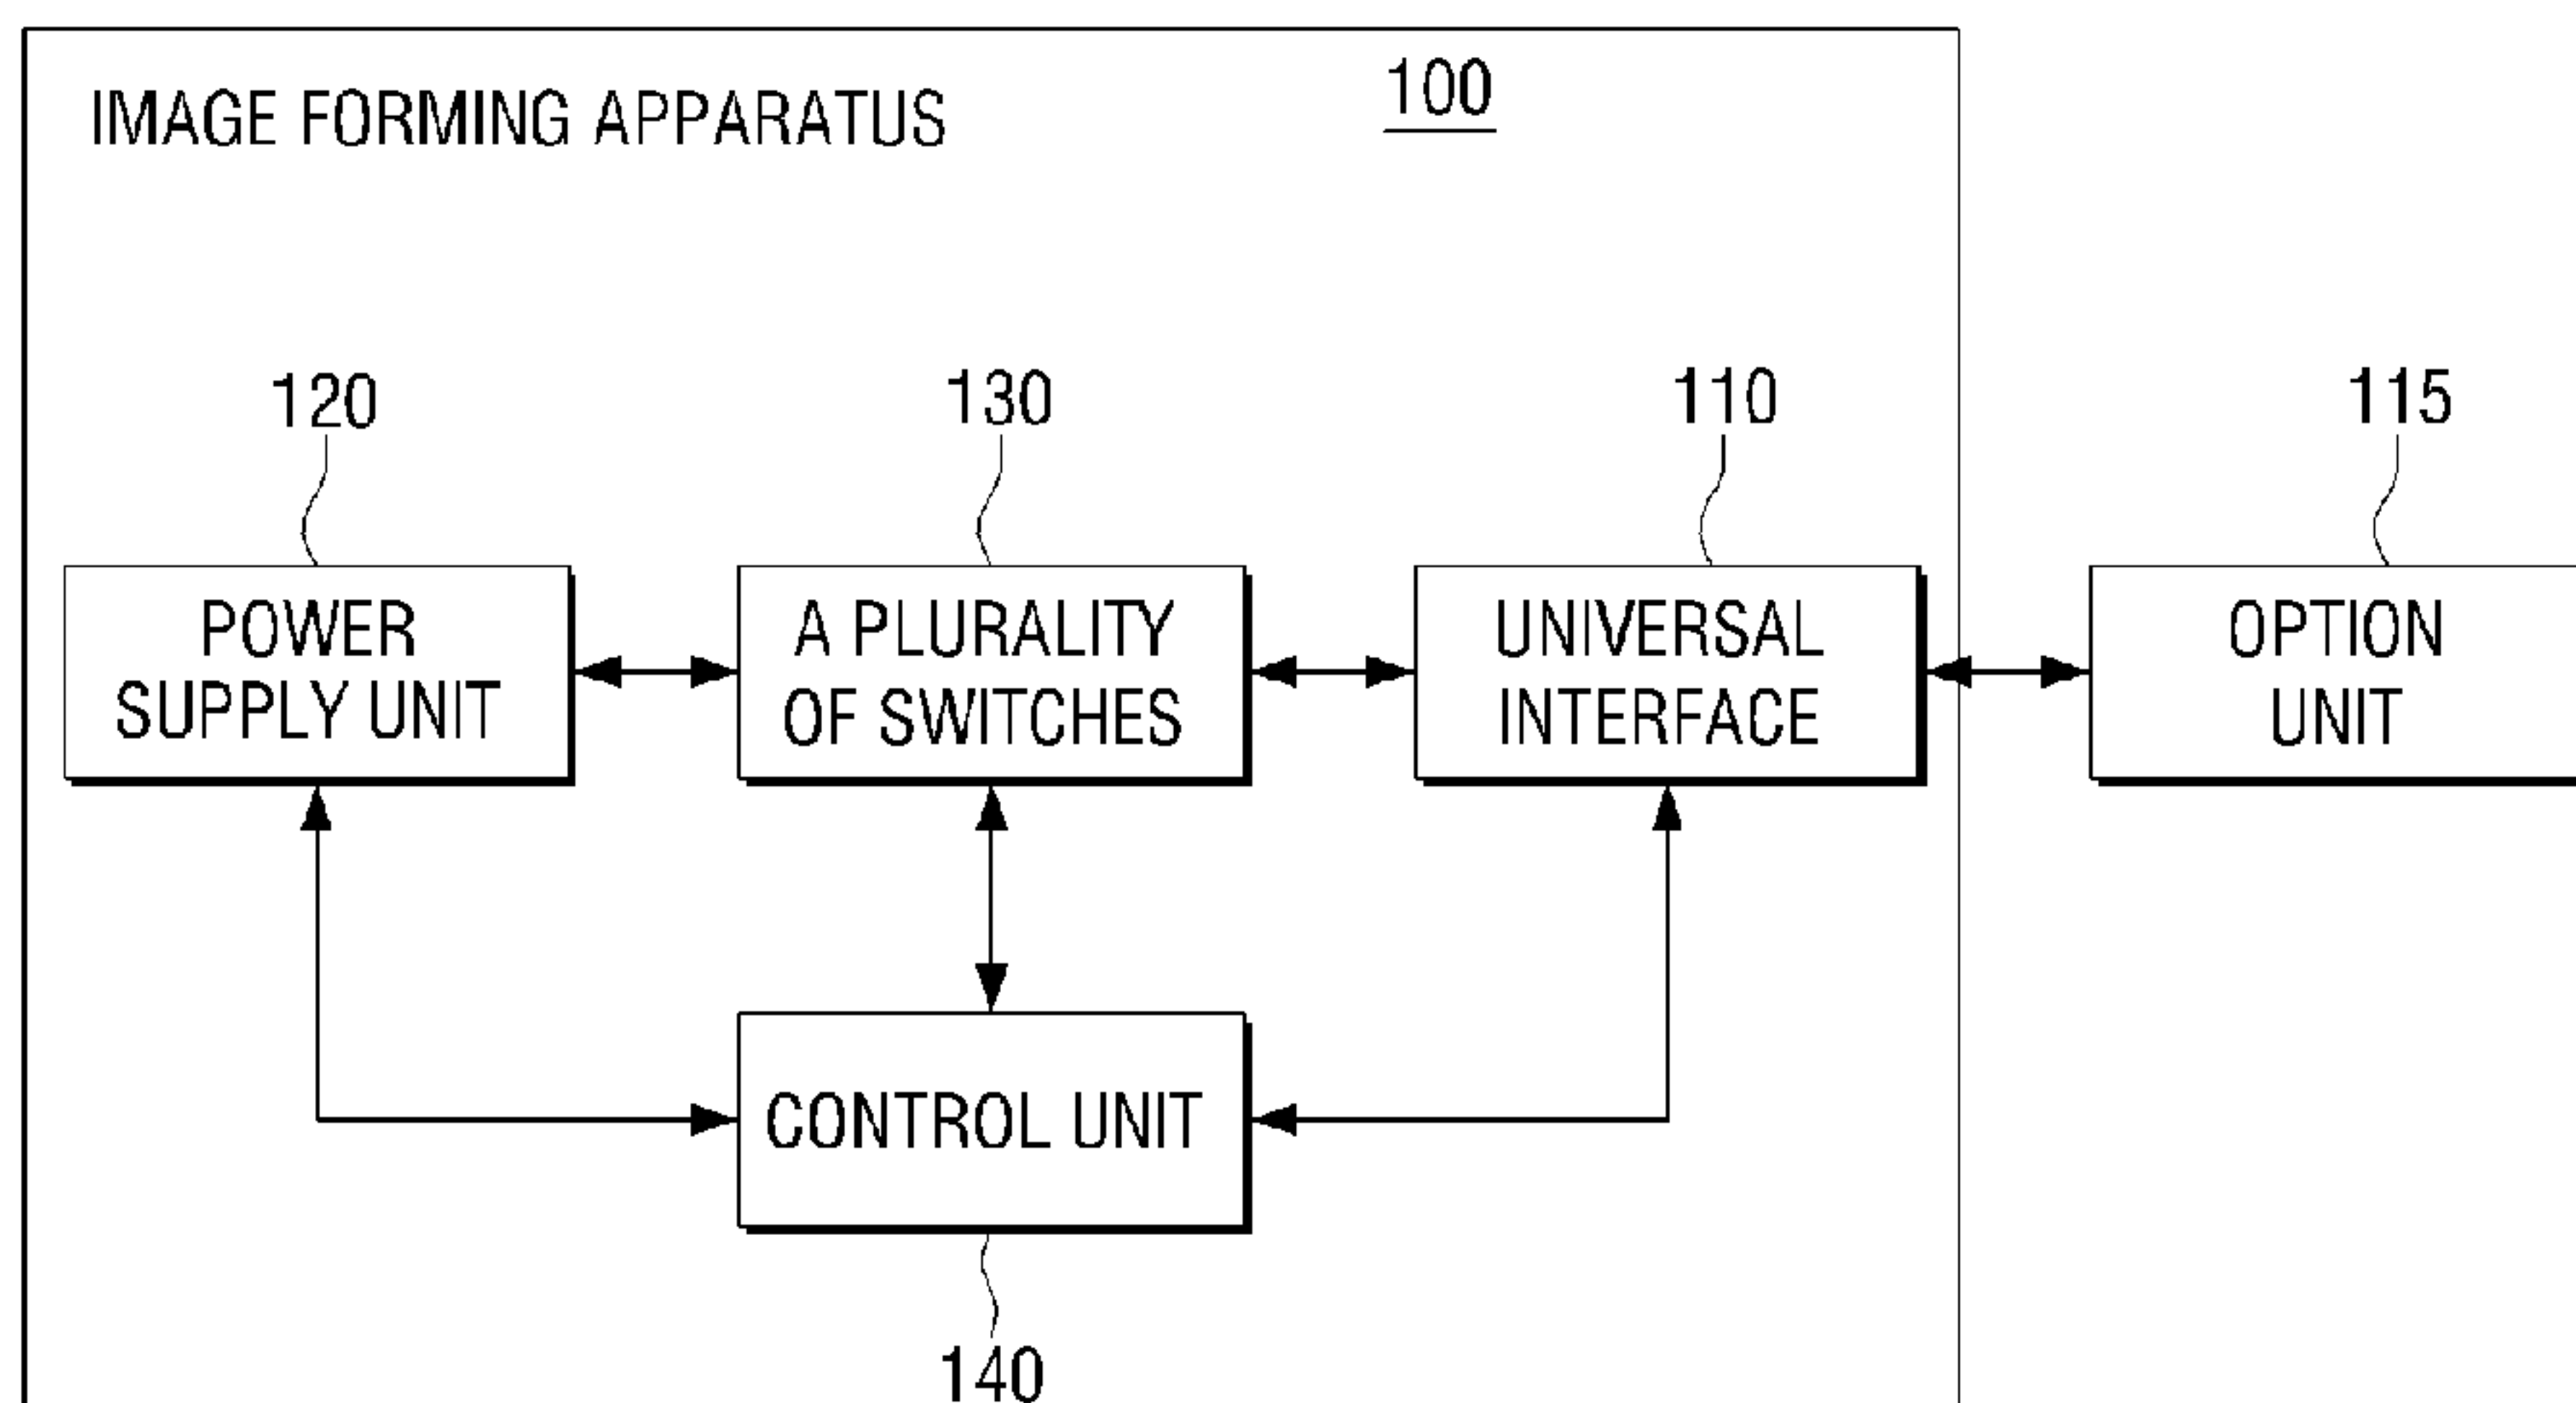 IMAGE FORMING APPARATUS
100
120
130
110
115
POWER
SUPPLY UNIT
A PLURALITY
OF SWITCHES
UNIVERSAL
INTERFACE
OPTION
UNIT
CONTROL UNIT
140